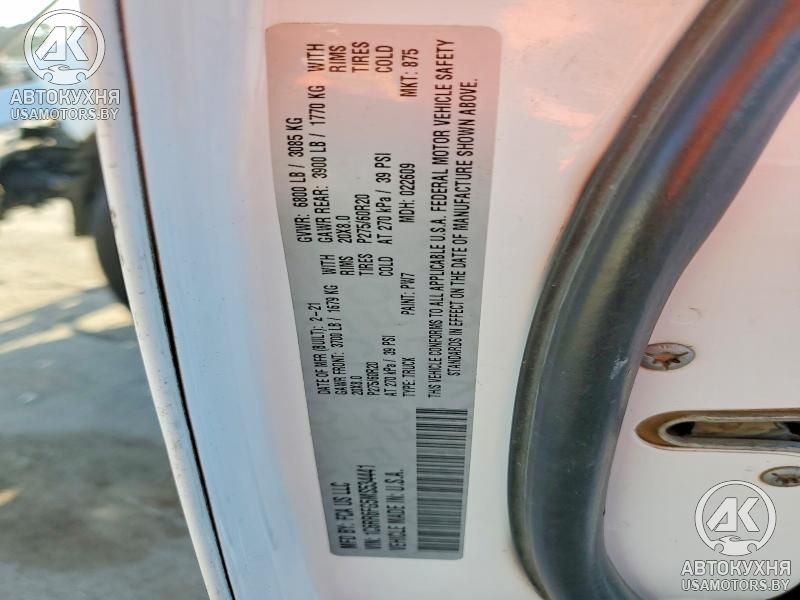 MFD BY: FCA US LLC
DATE OF MFR (BUILT): 2-21
GVWR: 6800 LB / 3085 KG
GAWR FRONT: 3700 LB / 1679 KG WITH
GAWR REAR: 3900 LB / 1770 KG WITH
20X8.0 RIMS
20X8.0 RIMS
P275/60R20 TIRES
P275/60R20 TIRES
AT 270 kPa / 39 PSI COLD
AT 270 kPa / 39 PSI COLD
VIN: 1C6RR6FG5MS534441
TYPE: TRUCK
PAINT: PW7
MDH: 022609
MKT: 875
VEHICLE MADE IN: U.S.A.
THIS VEHICLE CONFORMS TO ALL APPLICABLE U.S.A. FEDERAL MOTOR VEHICLE SAFETY
STANDARDS IN EFFECT ON THE DATE OF MANUFACTURE SHOWN ABOVE.
АК
АВТОКУХНЯ
USAMOTORS.BY
АК
АВТОКУХНЯ
USAMOTORS.BY